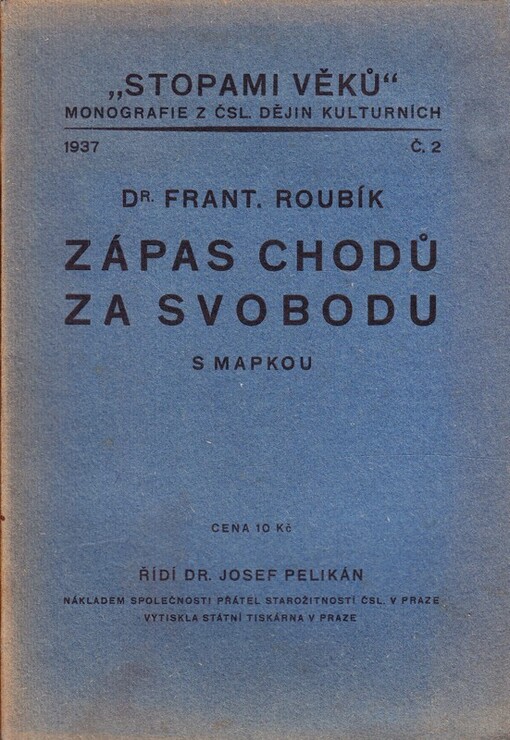 „STOPAMI VĚKŮ“
MONOGRAFIE Z ČSL. DĚJIN KULTURNÍCH
1937 Č. 2
DR. FRANT. ROUBÍK
ZÁPAS CHODŮ
ZA SVOBODU
S MAPKOU
CENA 10 Kč
ŘÍDÍ DR. JOSEF PELIKÁN
NÁKLADEM SPOLEČNOSTI PŘÁTEL STAROŽITNOSTÍ ČSL. V PRAZE
VYTISKLA STÁTNÍ TISKÁRNA V PRAZE